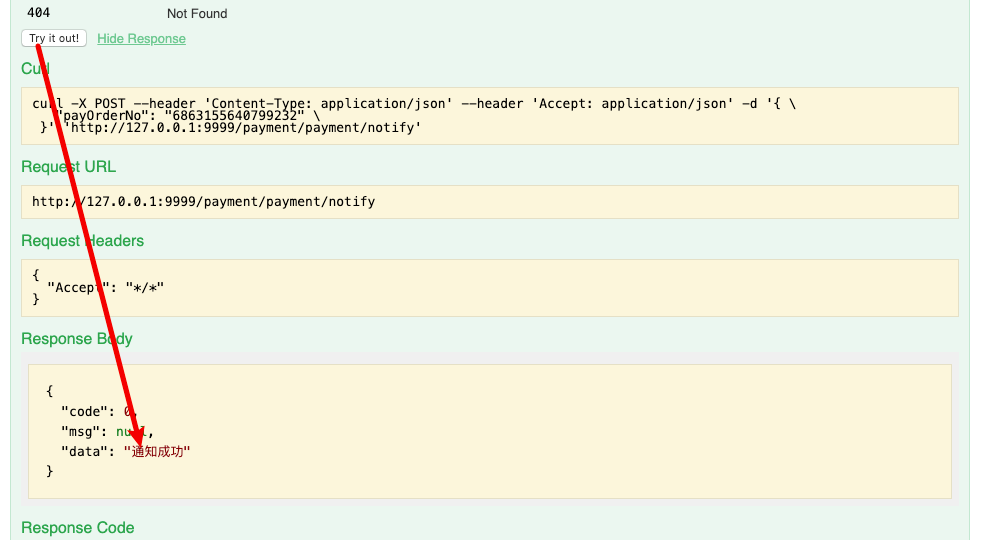 404 Not Found
Try it out! Hide Response
Curl
curl -X POST --header 'Content-Type: application/json' --header 'Accept: application/json' -d '{ \
"payOrderNo": "6863155640799232" \
}' 'http://127.0.0.1:9999/payment/payment/notify'
Request URL
http://127.0.0.1:9999/payment/payment/notify
Request Headers
{
"Accept": "*/*"
}
Response Body
{
"code": 0,
"msg": null,
"data": "通知成功"
}
Response Code